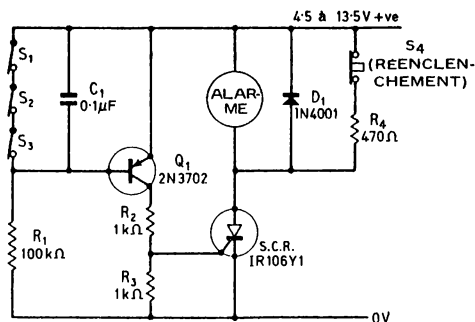 4·5 à 13·5V +ve
S1
S2
S3
C1
0·1µF
Q1
2N3702
R1
100kΩ
R2
1kΩ
R3
1kΩ
ALAR-
ME
D1
1N4001
S4
(RÉENCLEN-
CHEMENT)
R4
470Ω
S.C.R.
IR106Y1
0V